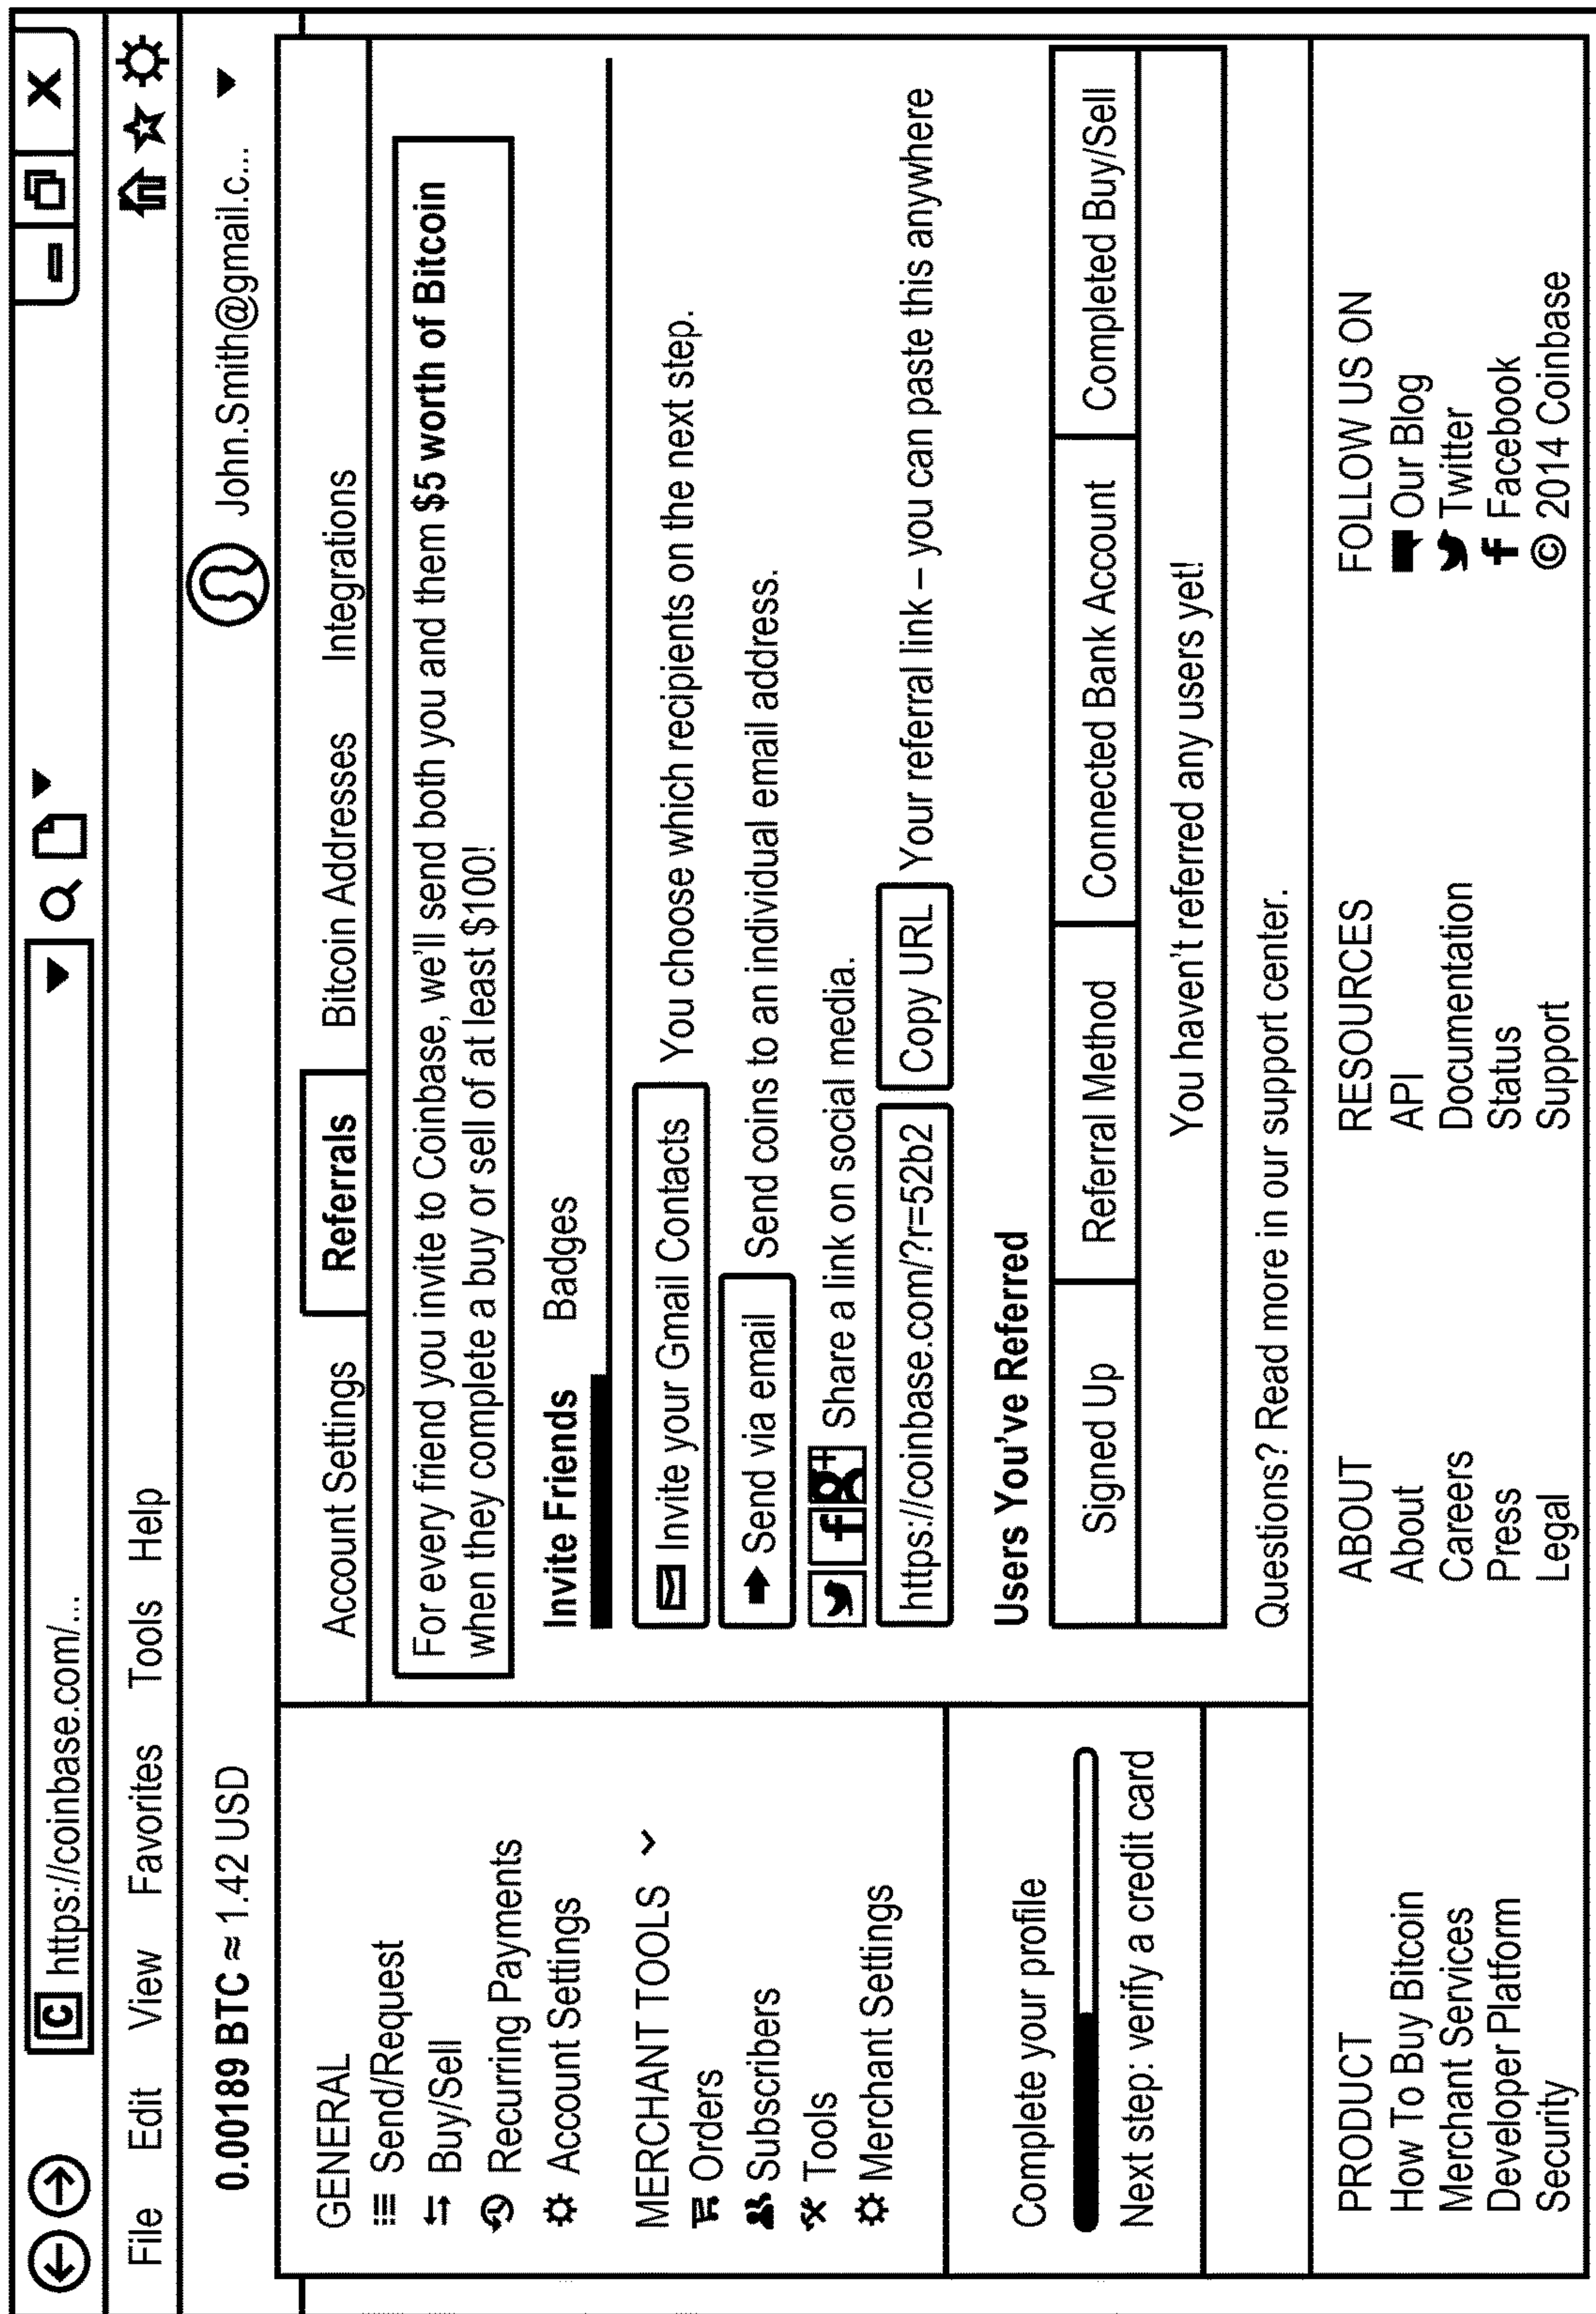 https://coinbase.com/...
File Edit View Favorites Tools Help
0.00189 BTC ≈ 1.42 USD
John.Smith@gmail.c...
GENERAL
Send/Request
Buy/Sell
Recurring Payments
Account Settings
MERCHANT TOOLS
Orders
Subscribers
Tools
Merchant Settings
Complete your profile
Next step: verify a credit card
Account Settings Referrals Bitcoin Addresses Integrations
For every friend you invite to Coinbase, we'll send both you and them $5 worth of Bitcoin
when they complete a buy or sell of at least $100!
Invite Friends Badges
Invite your Gmail Contacts You choose which recipients on the next step.
Send via email Send coins to an individual email address.
f g+ Share a link on social media.
https://coinbase.com/?r=52b2 Copy URL Your referral link – you can paste this anywhere
Users You've Referred
Signed Up Referral Method Connected Bank Account Completed Buy/Sell
You haven't referred any users yet!
Questions? Read more in our support center.
PRODUCT
How To Buy Bitcoin
Merchant Services
Developer Platform
Security
ABOUT
About
Careers
Press
Legal
RESOURCES
API
Documentation
Status
Support
FOLLOW US ON
Our Blog
Twitter
f Facebook
© 2014 Coinbase